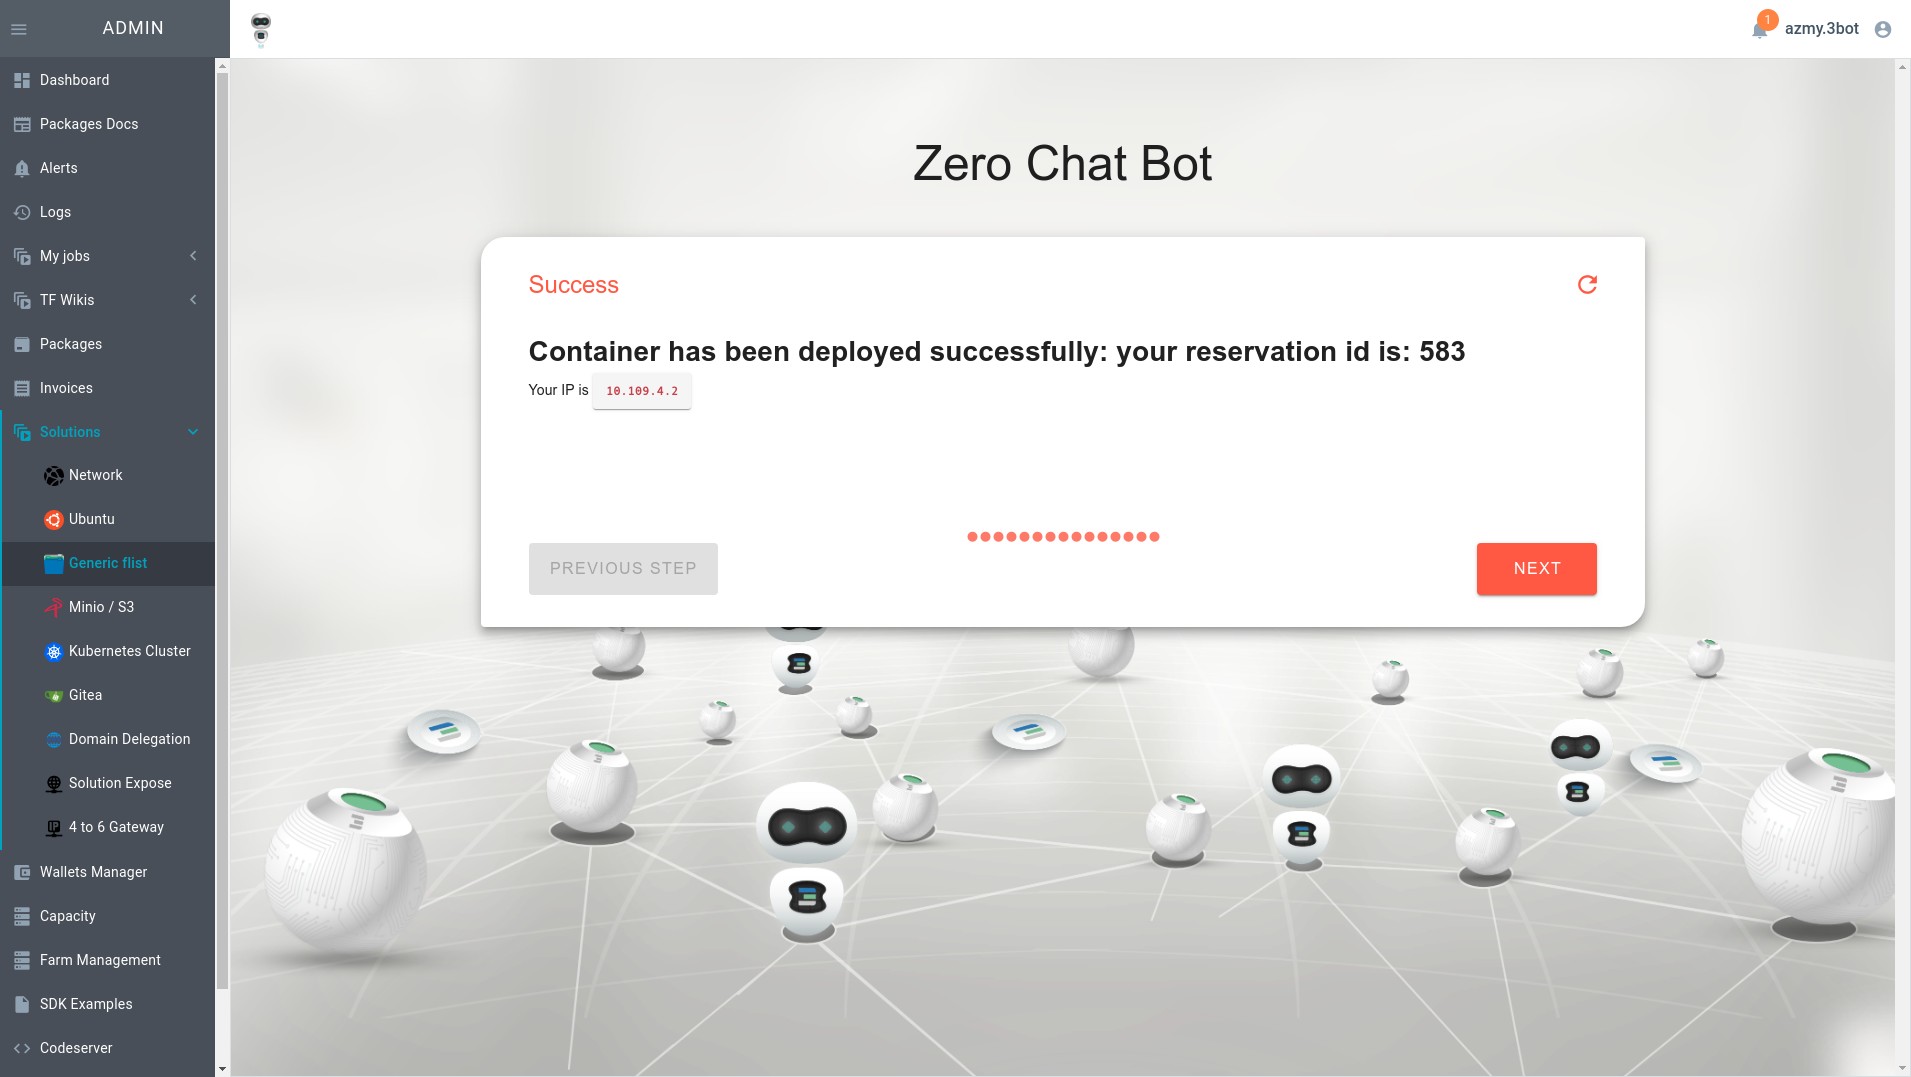 ADMIN
1
azmy.3bot
Dashboard
Packages Docs
Alerts
Logs
My jobs
TF Wikis
Packages
Invoices
Solutions
Network
Ubuntu
Generic flist
Minio / S3
Kubernetes Cluster
Gitea
Domain Delegation
Solution Expose
4 to 6 Gateway
Wallets Manager
Capacity
Farm Management
SDK Examples
Codeserver
Zero Chat Bot
Success
Container has been deployed successfully: your reservation id is: 583
Your IP is 10.109.4.2
PREVIOUS STEP
NEXT